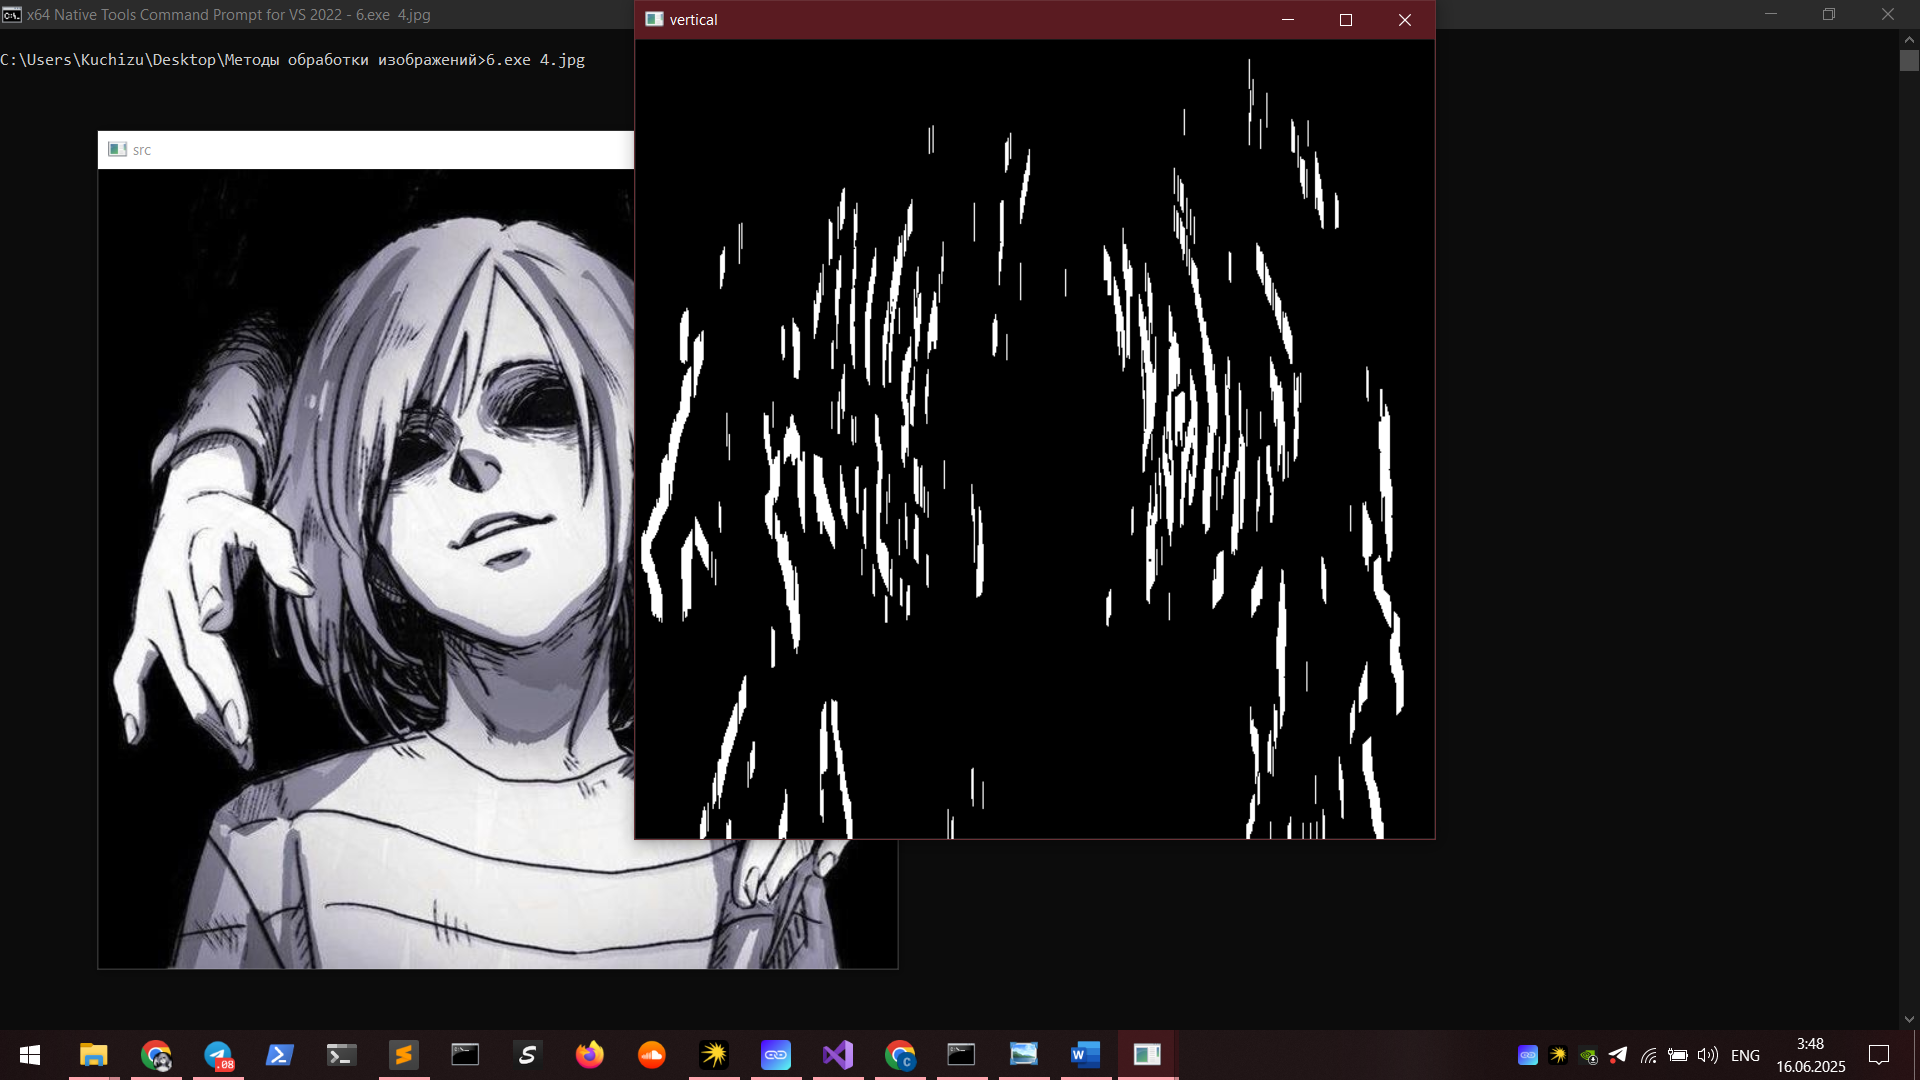 x64 Native Tools Command Prompt for VS 2022 - 6.exe 4.jpg
vertical
C:\Users\Kuchizu\Desktop\Методы обработки изображений>6.exe 4.jpg
src
.08
ENG
3:48
16.06.2025